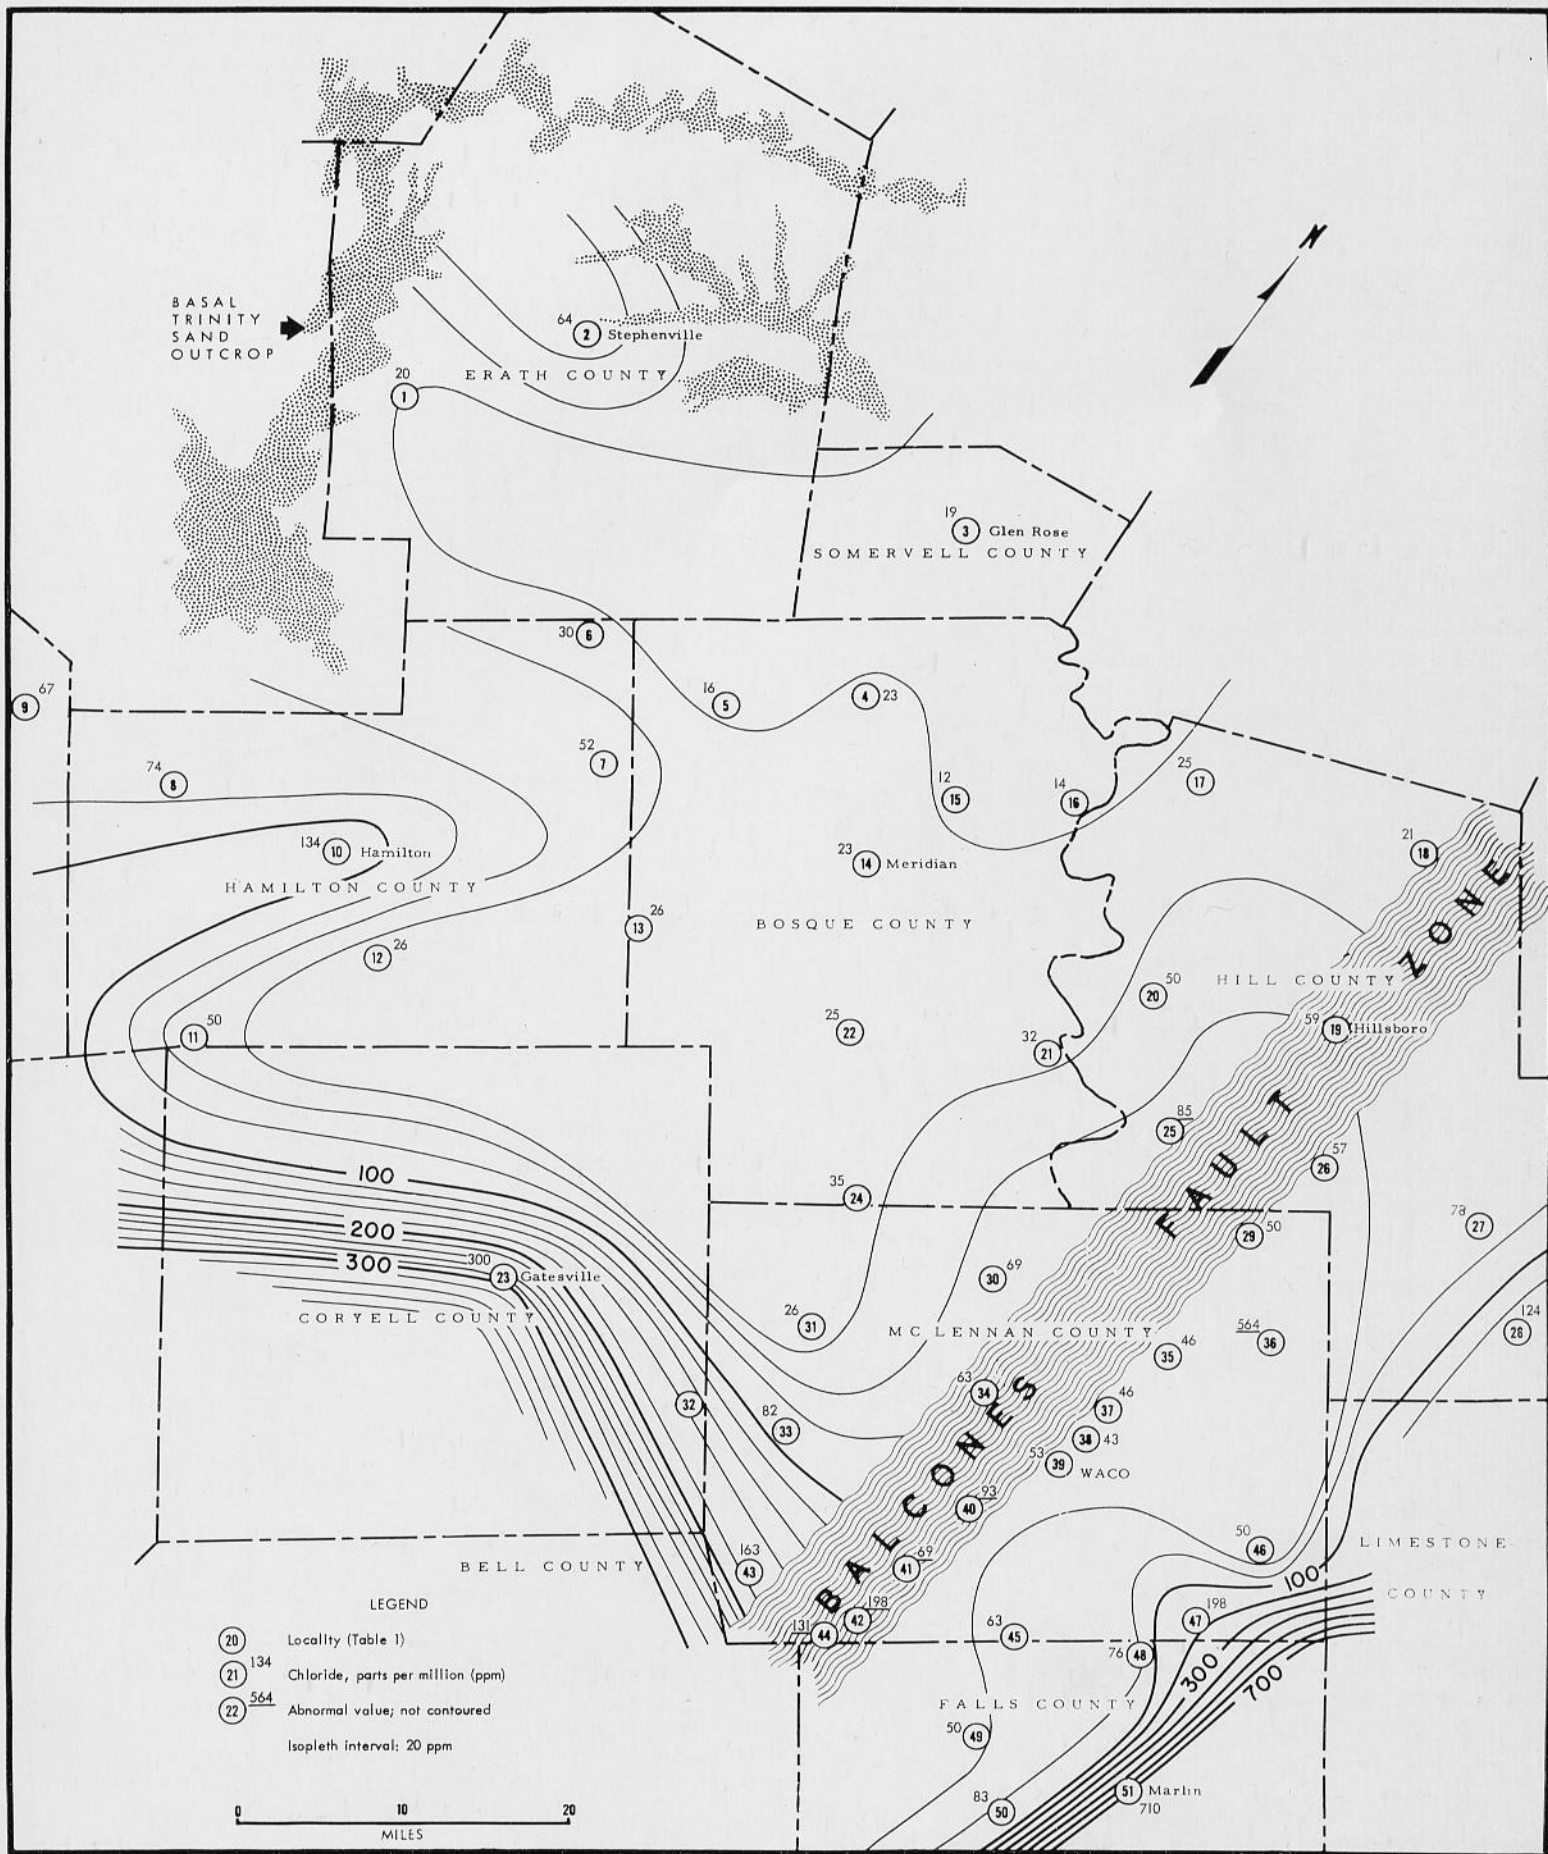 N
BASAL
TRINITY
SAND
OUTCROP
64 2 Stephenville
ERATH COUNTY
20
1
19
3 Glen Rose
SOMERVELL COUNTY
30 6
9 67
16
5
4 23
52
7
74
8
12
15
14
16
25
17
134 10 Hamilton
HAMILTON COUNTY
23
14 Meridian
21
18
13 26
12 26
BOSQUE COUNTY
HILL COUNTY
20 50
11 50
25
22
32
21
59 19 Hillsboro
85
25
57
26
100
35
24
200
300
78
27
29 50
300
23 Gatesville
30 69
CORYELL COUNTY
26
31
MC LENNAN COUNTY
124
28
564
36
35 46
BALCONES FAULT ZONE
63
34
32
82
33
46
37
38 43
53
39 WACO
93
40
50
46
LIMESTONE
COUNTY
BELL COUNTY
163
43
69
41
100
198
42
131
44
63
45
198
47
76
48
300
700
FALLS COUNTY
50 49
83
50
51 Marlin
710
LEGEND
20 Locality (Table 1)
21 134 Chloride, parts per million (ppm)
22 564 Abnormal value; not contoured
Isopleth interval: 20 ppm
0 10 20
MILES